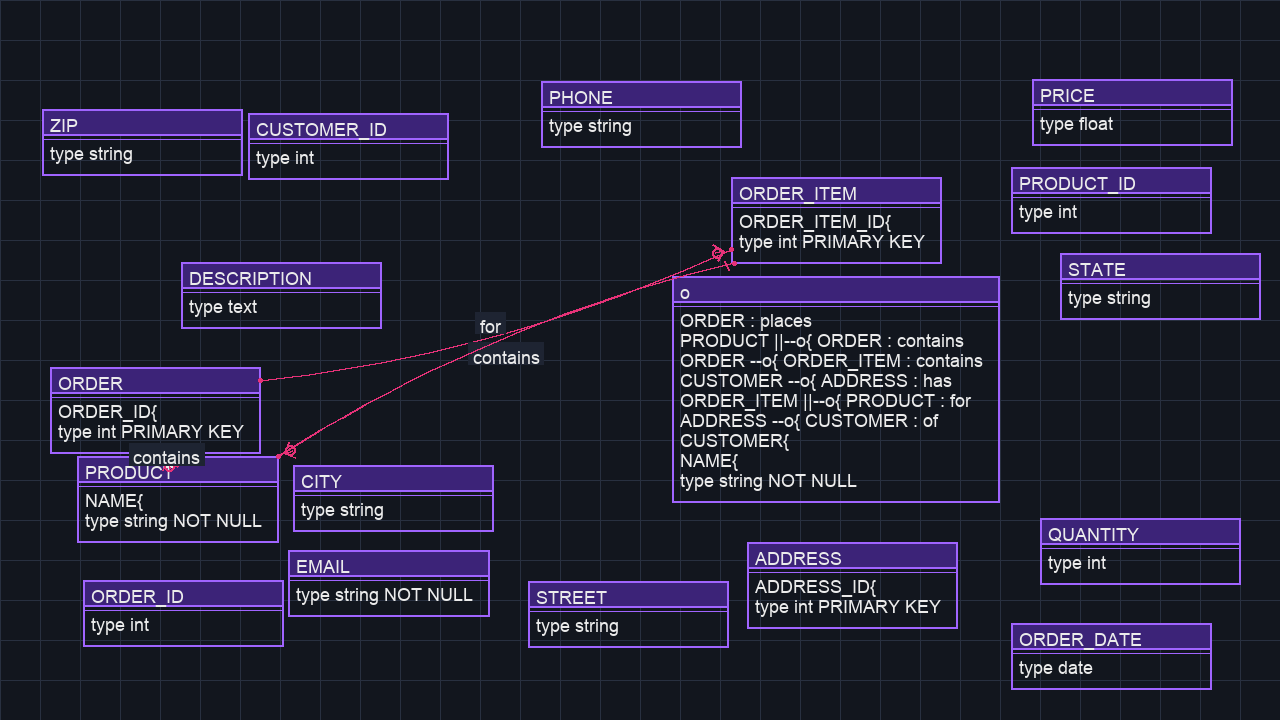 PHONE
type string
PRICE
type float
ZIP
type string
CUSTOMER_ID
type int
ORDER_ITEM
ORDER_ITEM_ID{
type int PRIMARY KEY
PRODUCT_ID
type int
DESCRIPTION
type text
STATE
type string
o
ORDER : places
PRODUCT ||--o{ ORDER : contains
ORDER --o{ ORDER_ITEM : contains
CUSTOMER --o{ ADDRESS : has
ORDER_ITEM ||--o{ PRODUCT : for
ADDRESS --o{ CUSTOMER : of
CUSTOMER{
NAME{
type string NOT NULL
for
contains
ORDER
ORDER_ID{
type int PRIMARY KEY
contains
PRODUCT
NAME{
type string NOT NULL
CITY
type string
EMAIL
type string NOT NULL
ORDER_ID
type int
STREET
type string
ADDRESS
ADDRESS_ID{
type int PRIMARY KEY
QUANTITY
type int
ORDER_DATE
type date